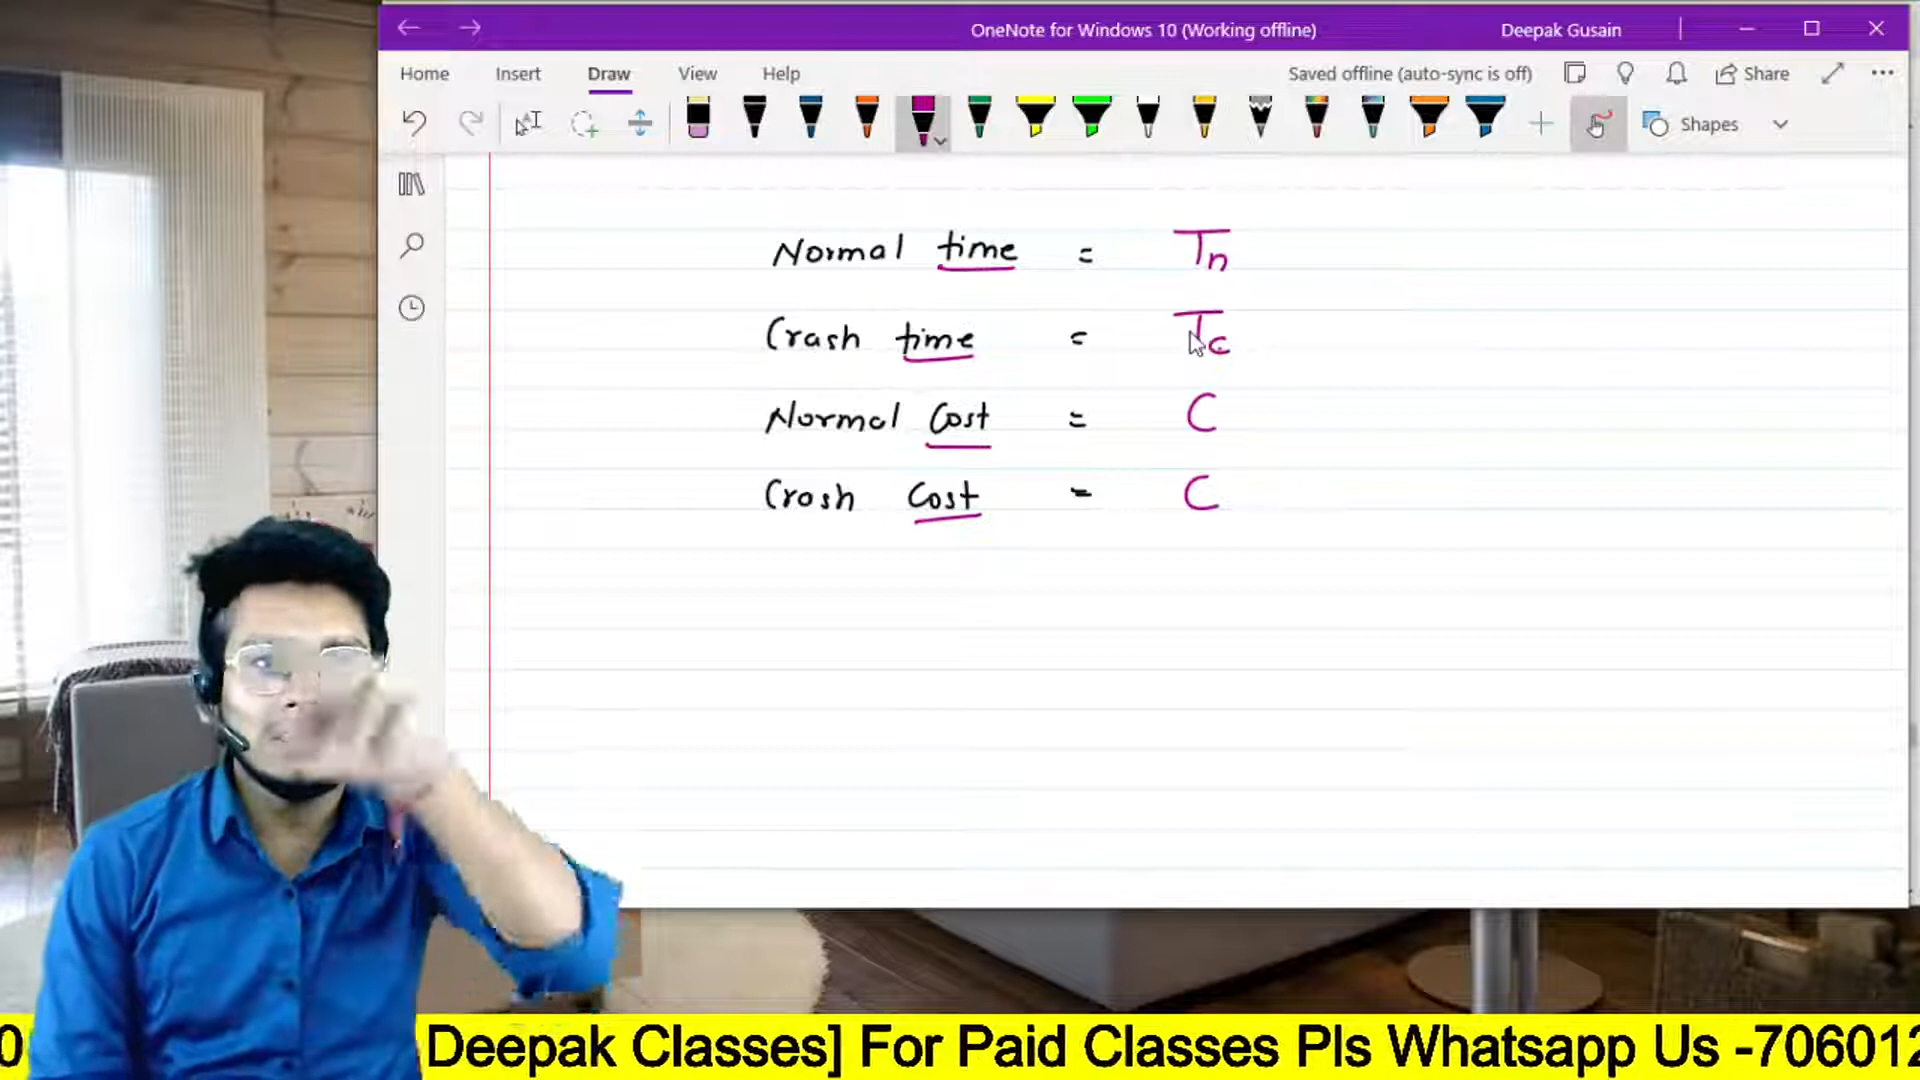 OneNote for Windows 10 (Working offline)
Deepak Gusain
Home Insert Draw View Help
Saved offline (auto-sync is off)
Share
Shapes
Normal time = Tn
Crash time = Tc
Normal Cost = C
Crash Cost = C
0 Deepak Classes] For Paid Classes Pls Whatsapp Us -706012